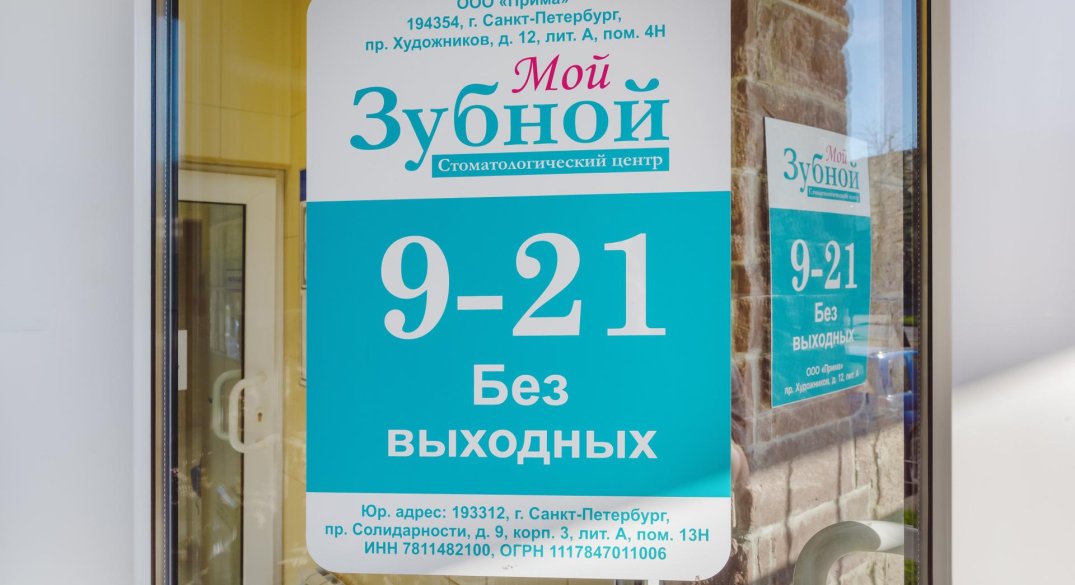 ООО «Прима»
194354, г. Санкт-Петербург,
пр. Художников, д. 12, лит. А, пом. 4Н
Мой
Зубной
Стоматологический центр
9-21
Без
выходных
Юр. адрес: 193312, г. Санкт-Петербург,
пр. Солидарности, д. 9, корп. 3, лит. А, пом. 13Н
ИНН 7811482100, ОГРН 1117847011006
Мой
Зубной
Стоматологический центр
9-21
Без
выходных
ООО «Прима»
пр. Художников, д. 12, лит А